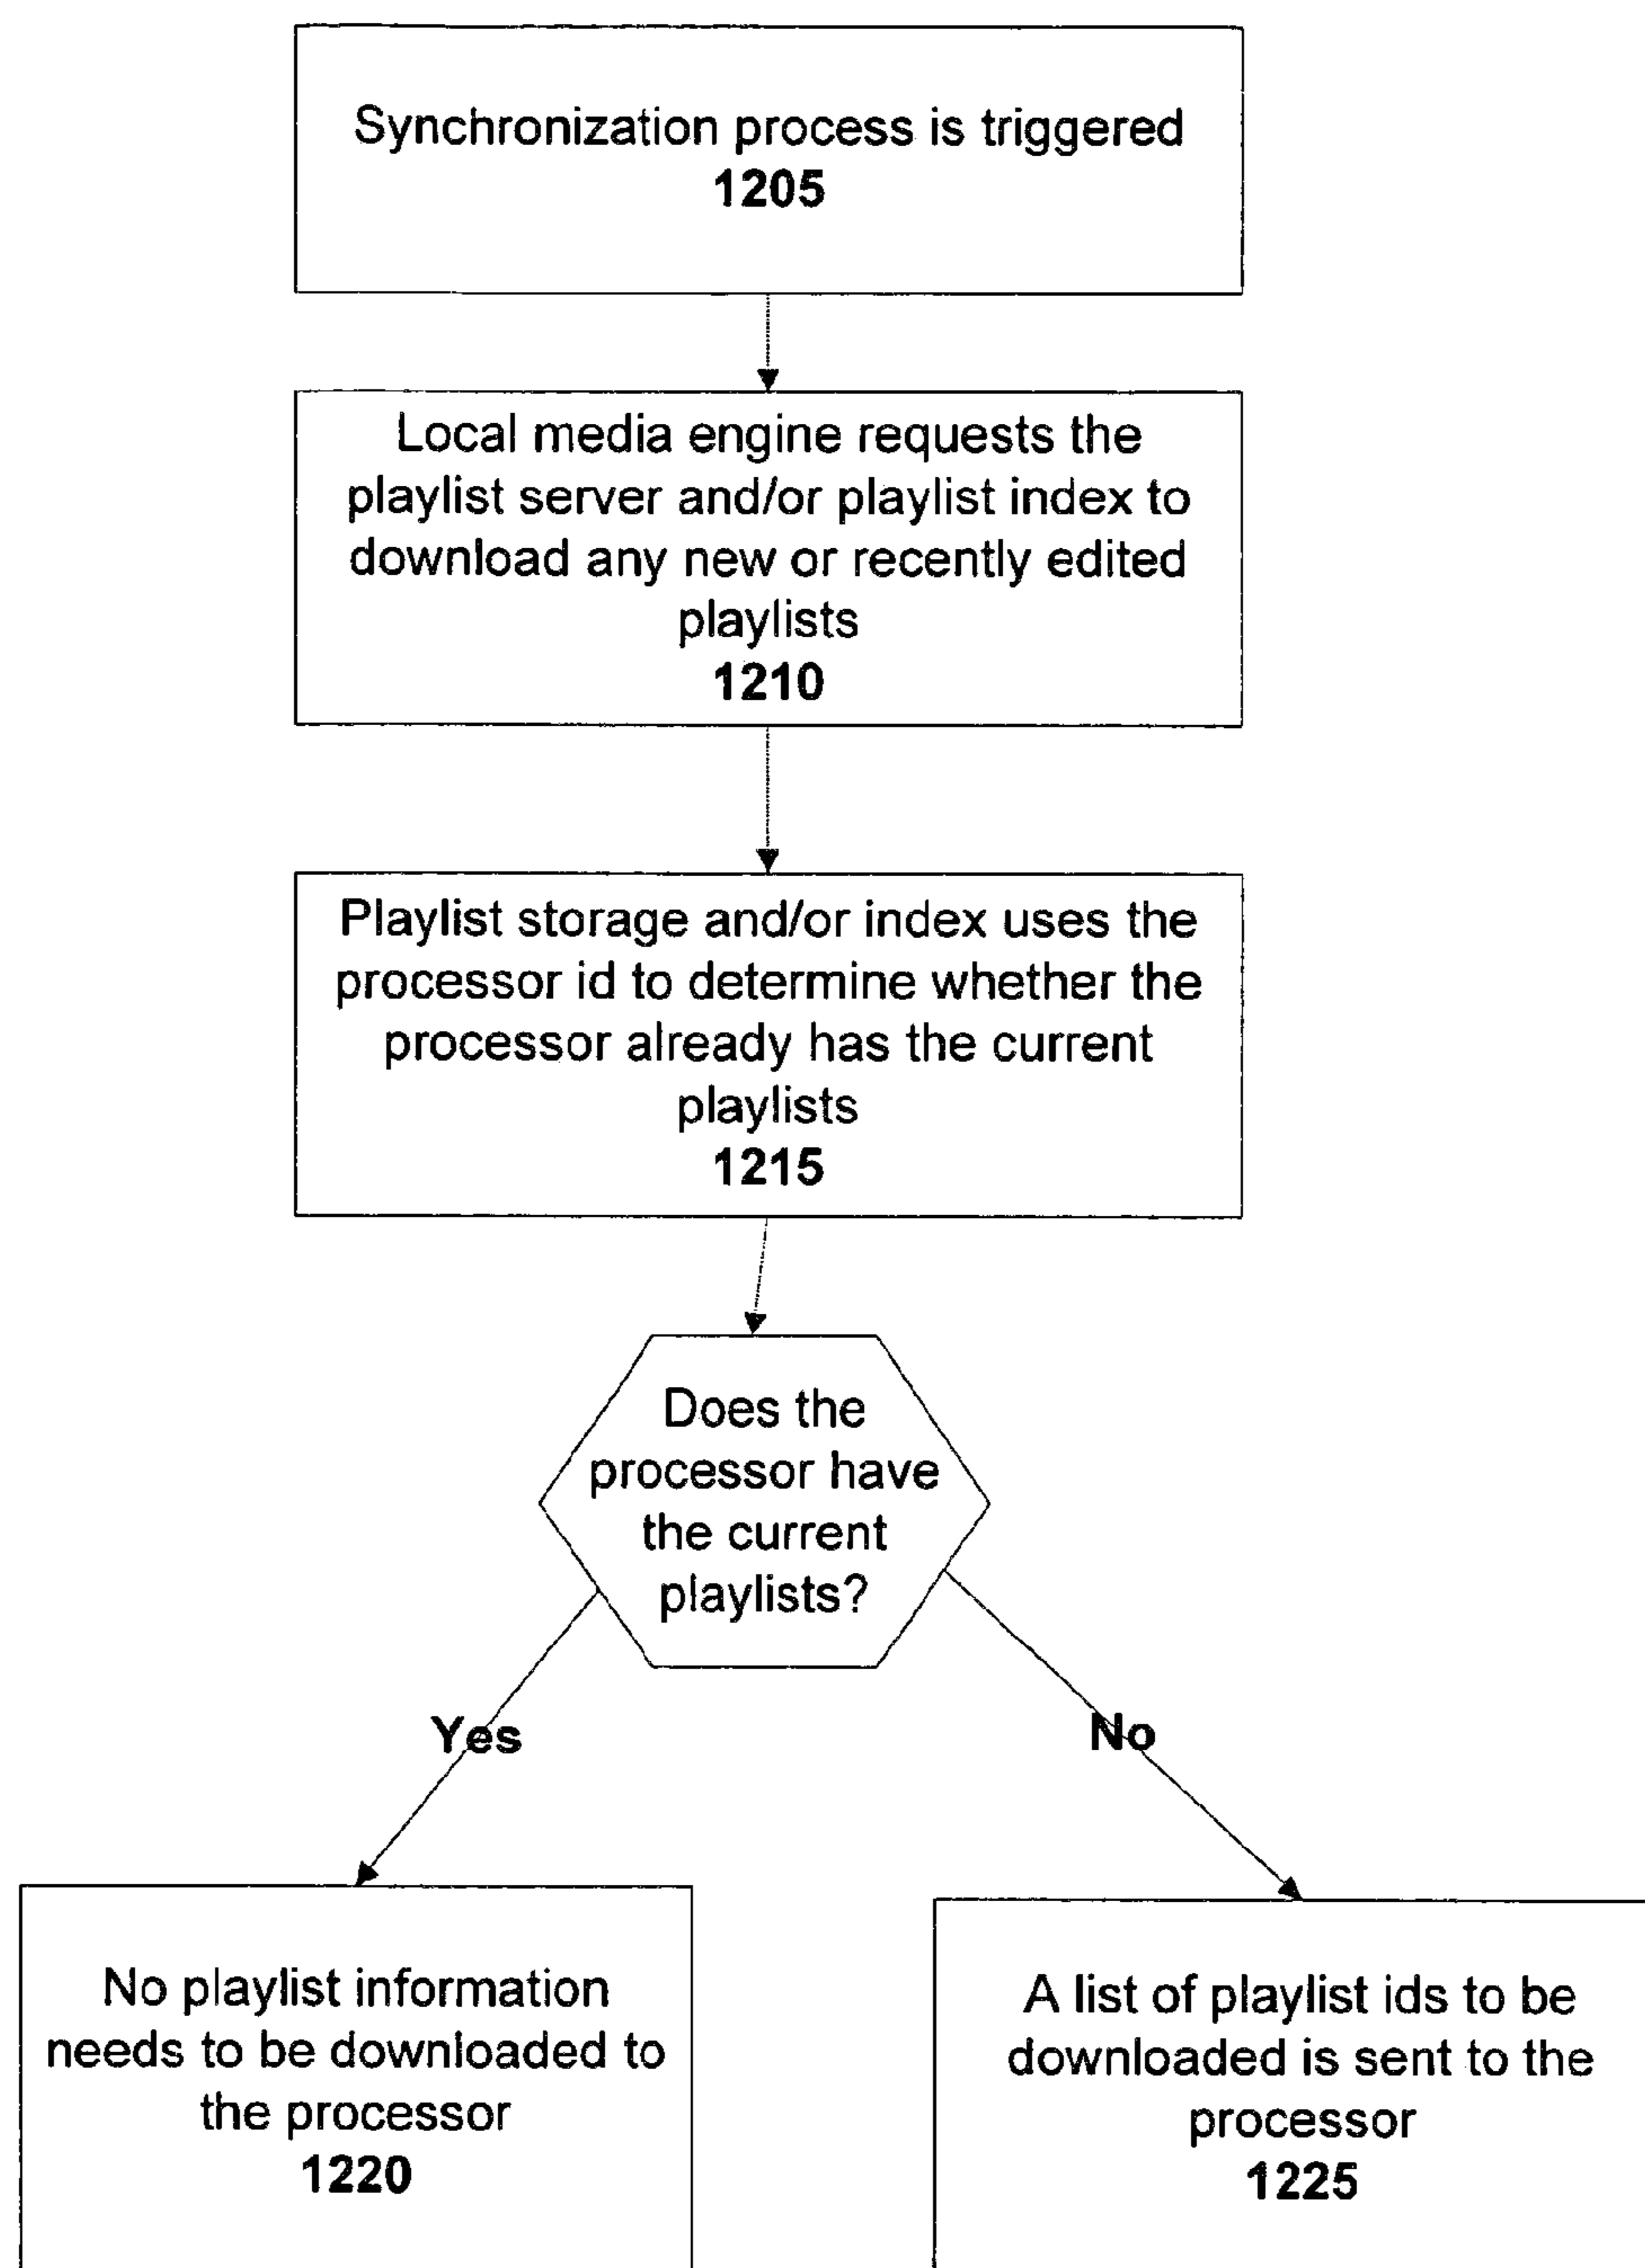 Synchronization process is triggered
1205
Local media engine requests the
playlist server and/or playlist index to
download any new or recently edited
playlists
1210
Playlist storage and/or index uses the
processor id to determine whether the
processor already has the current
playlists
1215
Does the
processor have
the current
playlists?
Yes
No
No playlist information
needs to be downloaded to
the processor
1220
A list of playlist ids to be
downloaded is sent to the
processor
1225